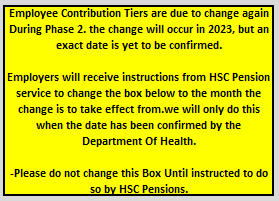 Employee Contribution Tiers are due to change again
During Phase 2. the change will occur in 2023, but an
exact date is yet to be confirmed.
Employers will receive instructions from HSC Pension
service to change the box below to the month the
change is to take effect from.we will only do this
when the date has been confirmed by the
Department Of Health.
-Please do not change this Box Until instructed to do
so by HSC Pensions.